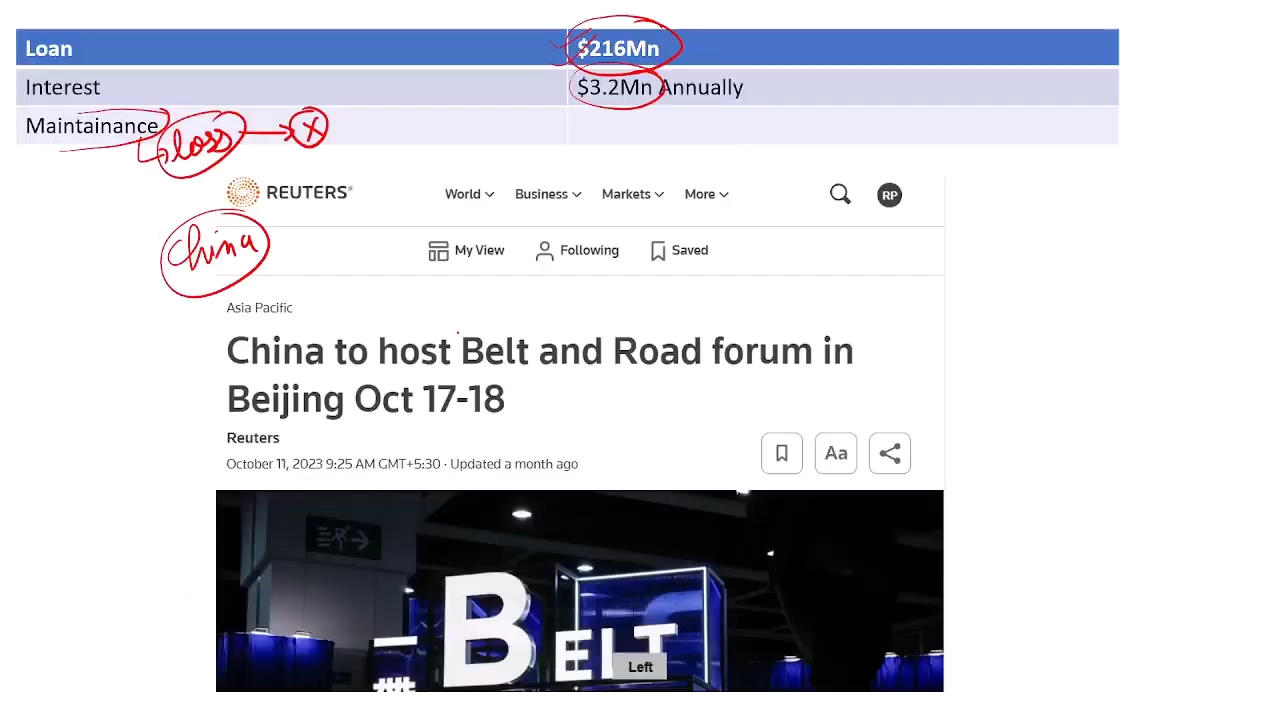 Loan $216Mn
Interest $3.2Mn Annually
Maintainance
loss X
REUTERS World Business Markets More RP
China
My View Following Saved
Asia Pacific
China to host Belt and Road forum in
Beijing Oct 17-18
Reuters
October 11, 2023 9:25 AM GMT+5:30 · Updated a month ago
Aa
BELT
Left